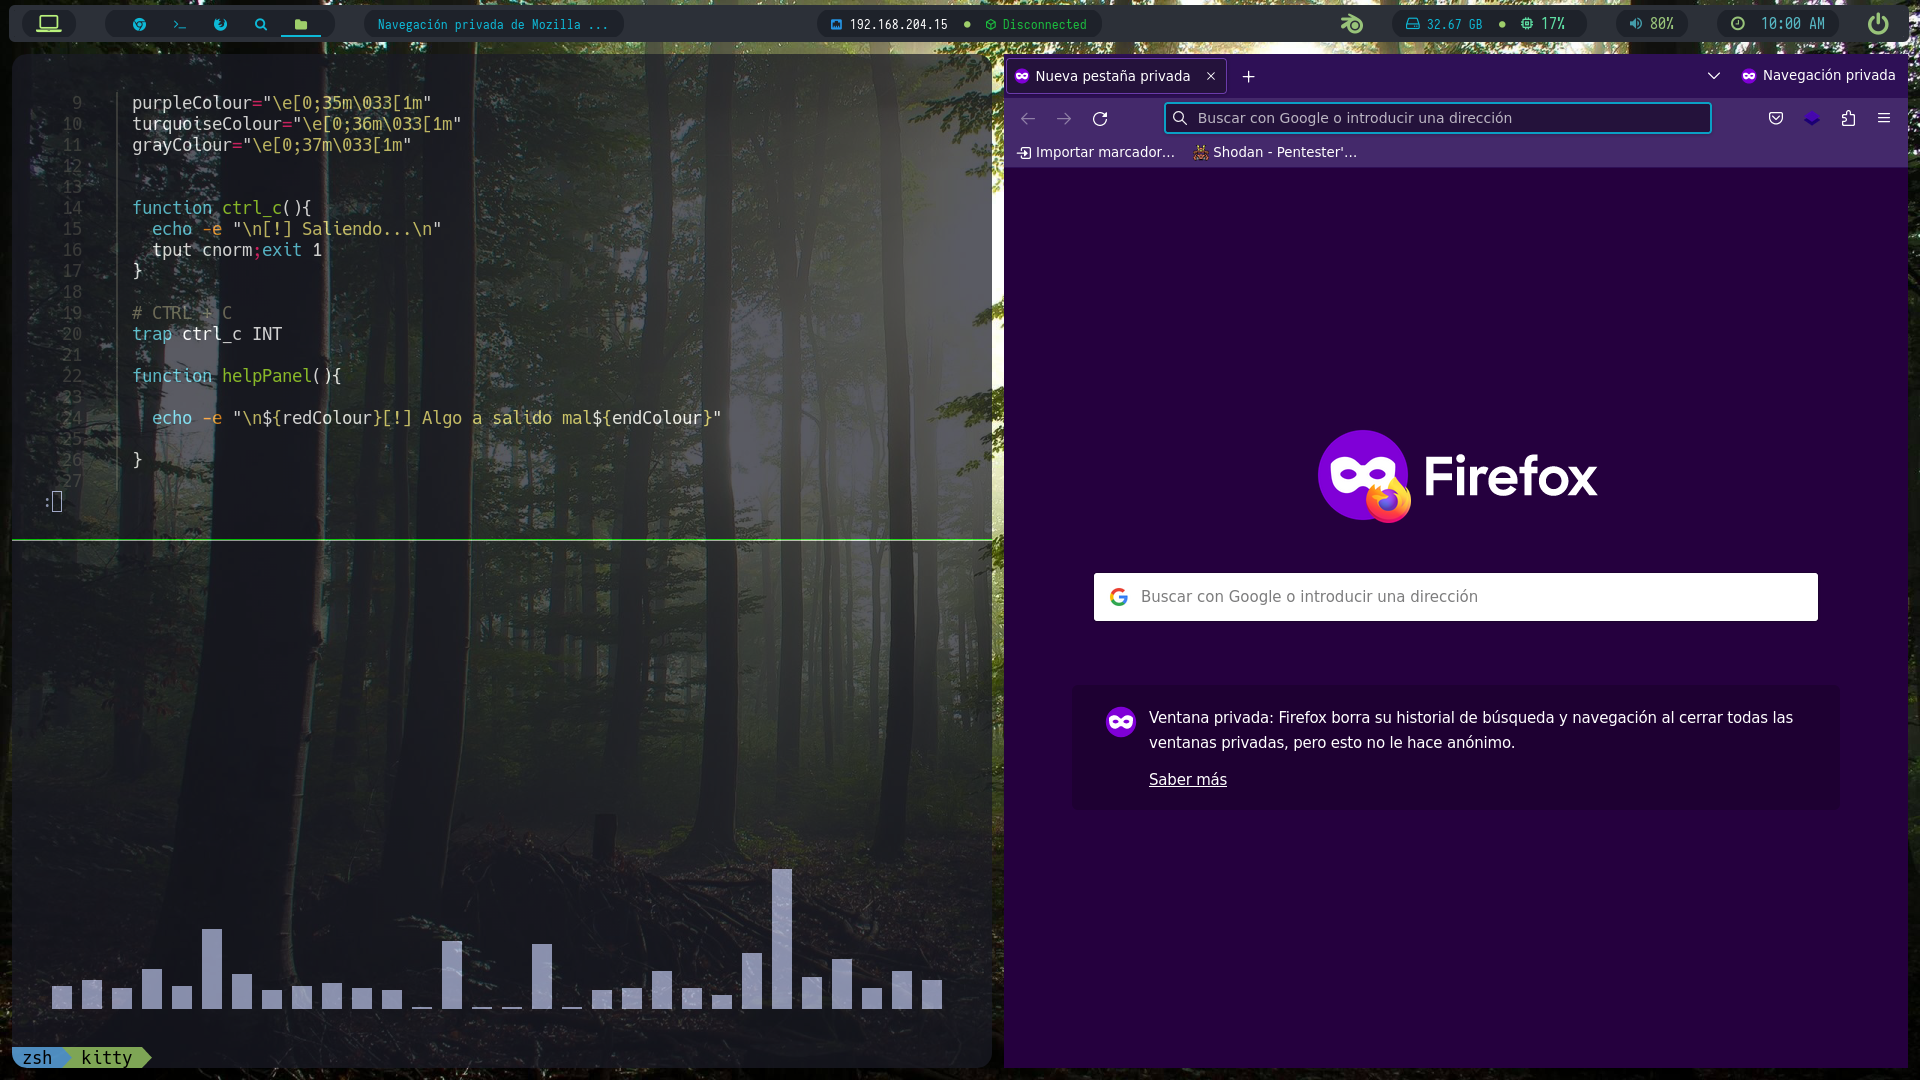 Navegación privada de Mozilla ...
192.168.204.15
Disconnected
32.67 GB
17%
80%
10:00 AM
9 purpleColour="\e[0;35m\033[1m"
10 turquoiseColour="\e[0;36m\033[1m"
11 grayColour="\e[0;37m\033[1m"
12
13
14 function ctrl_c(){
15 echo -e "\n[!] Saliendo...\n"
16 tput cnorm;exit 1
17 }
18
19 # CTRL + C
20 trap ctrl_c INT
21
22 function helpPanel(){
23
24 echo -e "\n${redColour}[!] Algo a salido mal${endColour}"
25
26 }
27
:
zsh kitty
Nueva pestaña privada
Navegación privada
Buscar con Google o introducir una dirección
Importar marcador…
Shodan - Pentester'…
Firefox
Buscar con Google o introducir una dirección
Ventana privada: Firefox borra su historial de búsqueda y navegación al cerrar todas las
ventanas privadas, pero esto no le hace anónimo.
Saber más